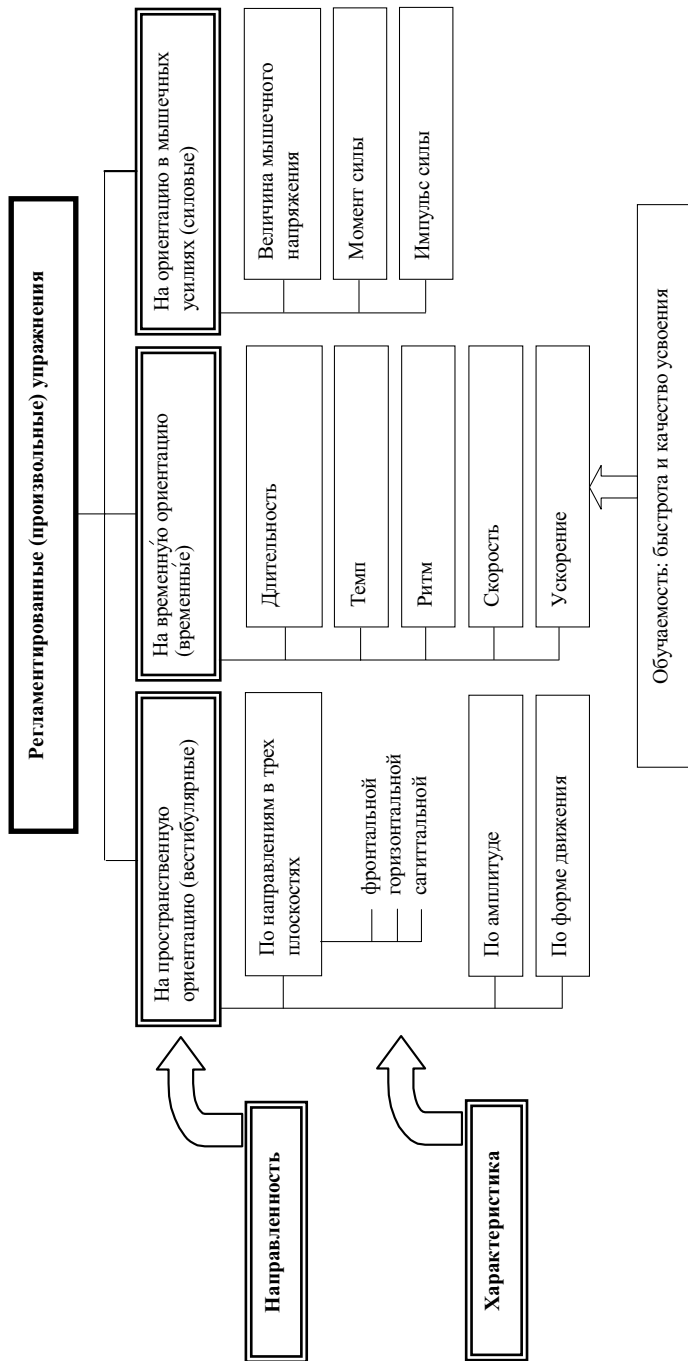 Регламентированные (произвольные) упражнения
Направленность
На пространственную
ориентацию (вестибулярные)
На временну́ю ориентацию
(временны́е)
На ориентацию в мышечных
усилиях (силовые)
Характеристика
По направлениям в трех
плоскостях
фронтальной
горизонтальной
сагиттальной
По амплитуде
По форме движения
Длительность
Темп
Ритм
Скорость
Ускорение
Величина мышечного
напряжения
Момент силы
Импульс силы
Обучаемость: быстрота и качество усвоения